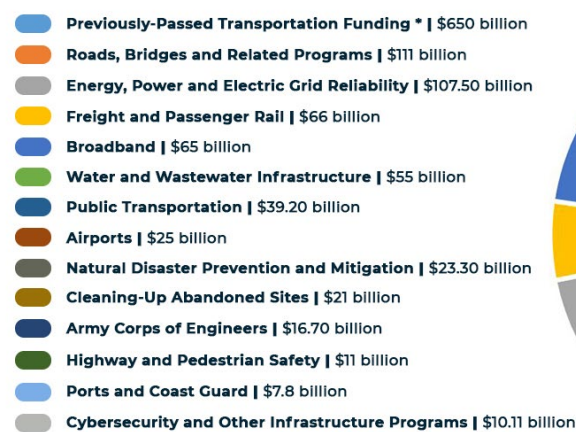 Previously-Passed Transportation Funding * | $650 billion
Roads, Bridges and Related Programs | $111 billion
Energy, Power and Electric Grid Reliability | $107.50 billion
Freight and Passenger Rail | $66 billion
Broadband | $65 billion
Water and Wastewater Infrastructure | $55 billion
Public Transportation | $39.20 billion
Airports | $25 billion
Natural Disaster Prevention and Mitigation | $23.30 billion
Cleaning-Up Abandoned Sites | $21 billion
Army Corps of Engineers | $16.70 billion
Highway and Pedestrian Safety | $11 billion
Ports and Coast Guard | $7.8 billion
Cybersecurity and Other Infrastructure Programs | $10.11 billion